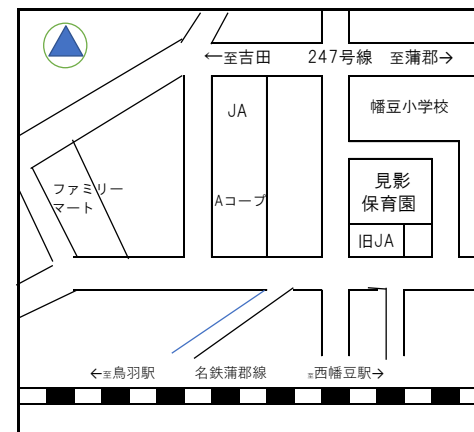 ←至吉田 247号線 至蒲郡→
JA
幡豆小学校
ファミリー
マート
Aコープ
見影
保育園
旧JA
←至鳥羽駅 名鉄蒲郡線 至西幡豆駅→